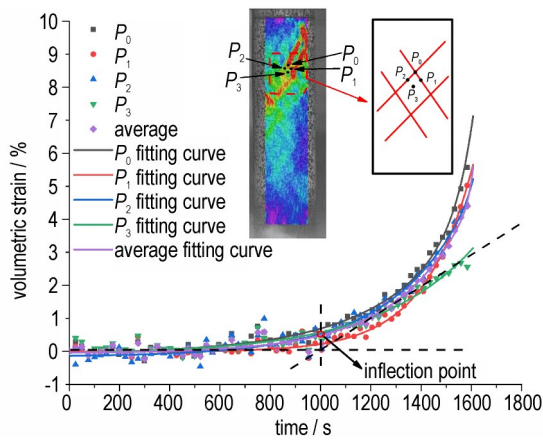 10
9
8
7
6
5
4
3
2
1
0
-1
volumetric strain / %
P0
P1
P2
P3
average
P0 fitting curve
P1 fitting curve
P2 fitting curve
P3 fitting curve
average fitting curve
P2
P3
P0
P1
P0
P2
P1
P3
inflection point
0 200 400 600 800 1000 1200 1400 1600 1800
time / s